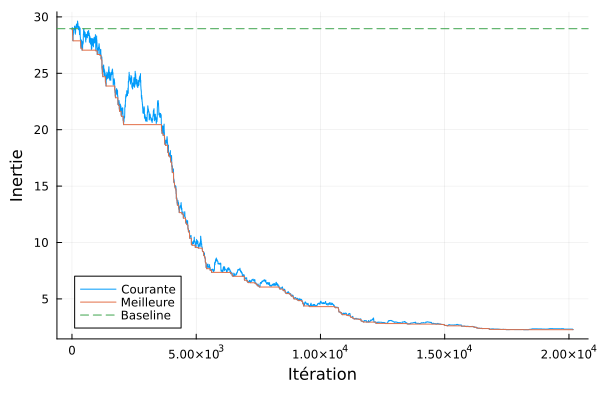 30
25
20
15
10
5
Inertie
Courante
Meilleure
Baseline
0
5.00×10³
1.00×10⁴
1.50×10⁴
2.00×10⁴
Itération